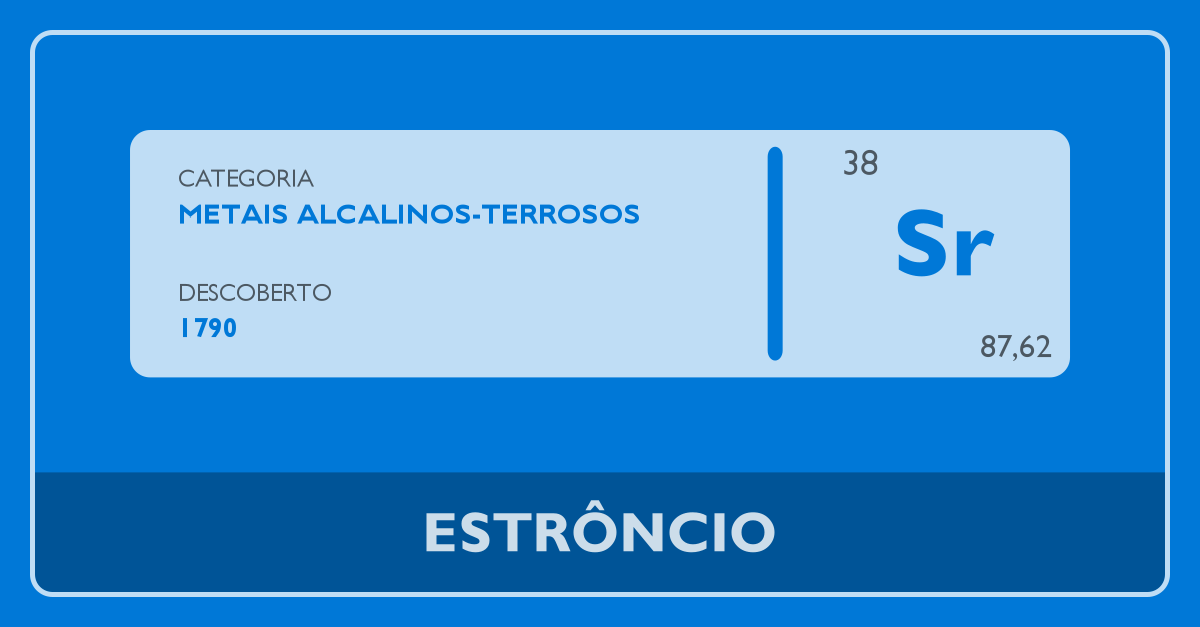 CATEGORIA
METAIS ALCALINOS-TERROSOS
DESCOBERTO
1790
38
Sr
87,62
ESTRÔNCIO